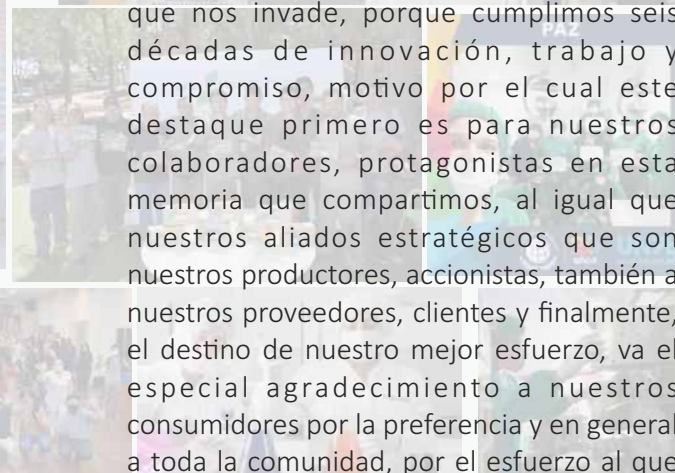 que nos invade, porque cumplimos seis
décadas de innovación, trabajo y
compromiso, motivo por el cual este
destaque primero es para nuestros
colaboradores, protagonistas en esta
memoria que compartimos, al igual que
nuestros aliados estratégicos que son
nuestros productores, accionistas, también a
nuestros proveedores, clientes y finalmente,
el destino de nuestro mejor esfuerzo, va el
especial agradecimiento a nuestros
consumidores por la preferencia y en general
a toda la comunidad, por el esfuerzo al que
PAZ